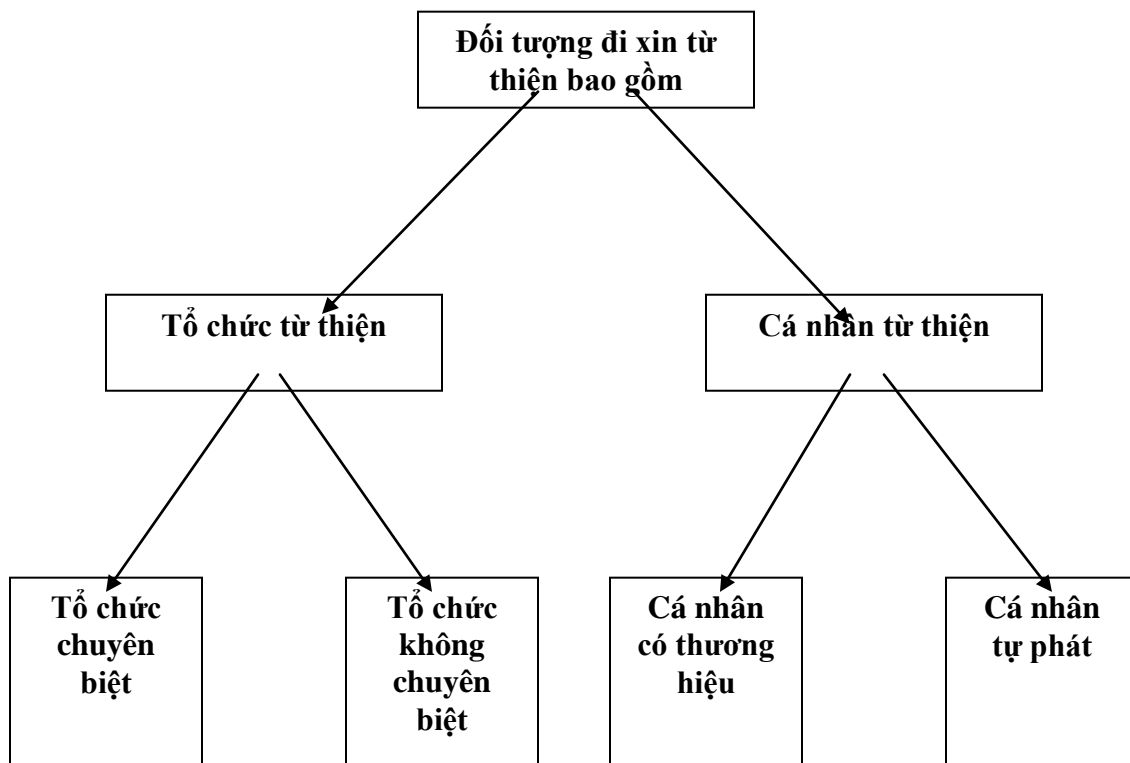 Đối tượng đi xin từ
thiện bao gồm
Tổ chức từ thiện
Cá nhân từ thiện
Tổ chức
chuyên
biệt
Tổ chức
không
chuyên
biệt
Cá nhân
có thương
hiệu
Cá nhân
tự phát